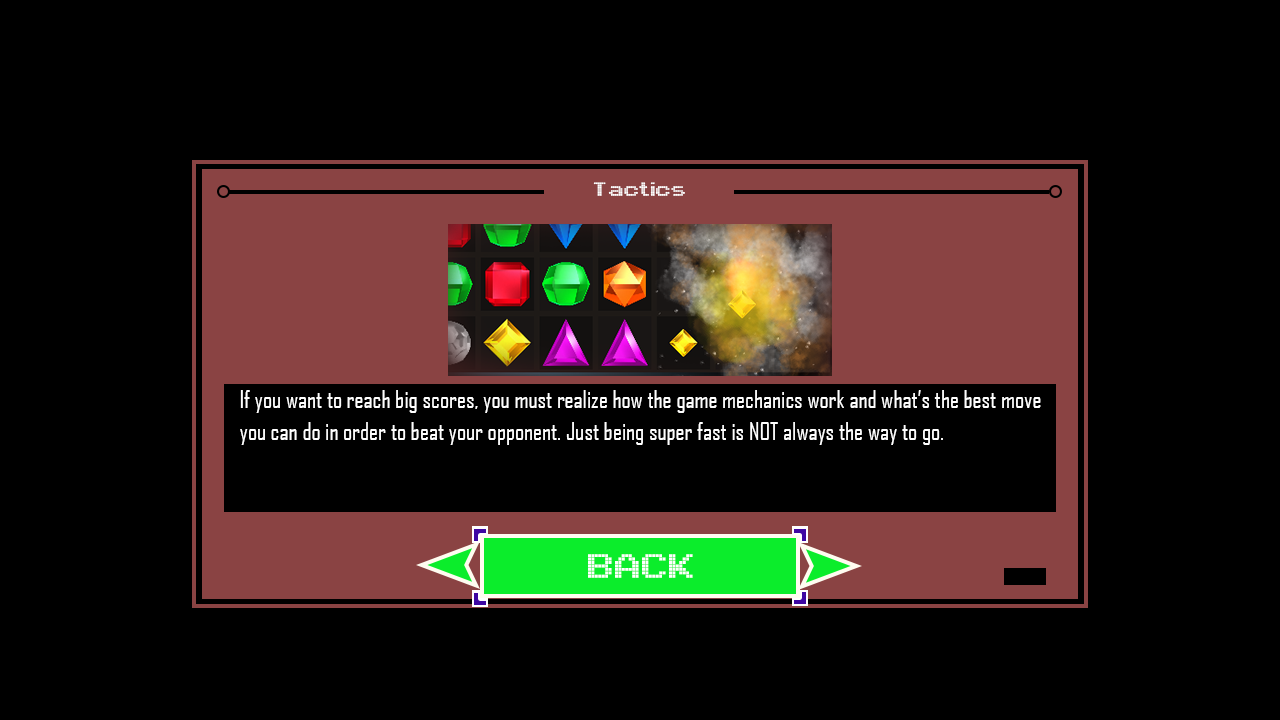 Tactics
If you want to reach big scores, you must realize how the game mechanics work and what's the best move
you can do in order to beat your opponent. Just being super fast is NOT always the way to go.
BACK